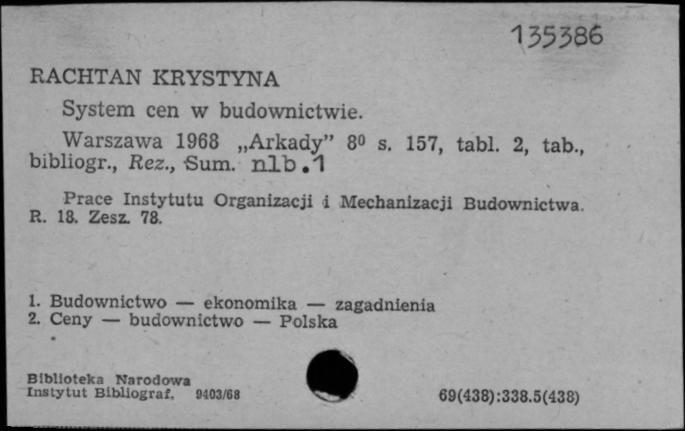 135386
RACHTAN KRYSTYNA
System cen w budownictwie.
Warszawa 1968 „Arkady” 8⁰ s. 157, tabl. 2, tab.,
bibliogr., Rez., Sum. nlb.1
Prace Instytutu Organizacji i Mechanizacji Budownictwa.
R. 18. Zesz. 78.
1. Budownictwo — ekonomika — zagadnienia
2. Ceny — budownictwo — Polska
Biblioteka Narodowa
Instytut Bibliograf. 9403/68
69(438):338.5(438)